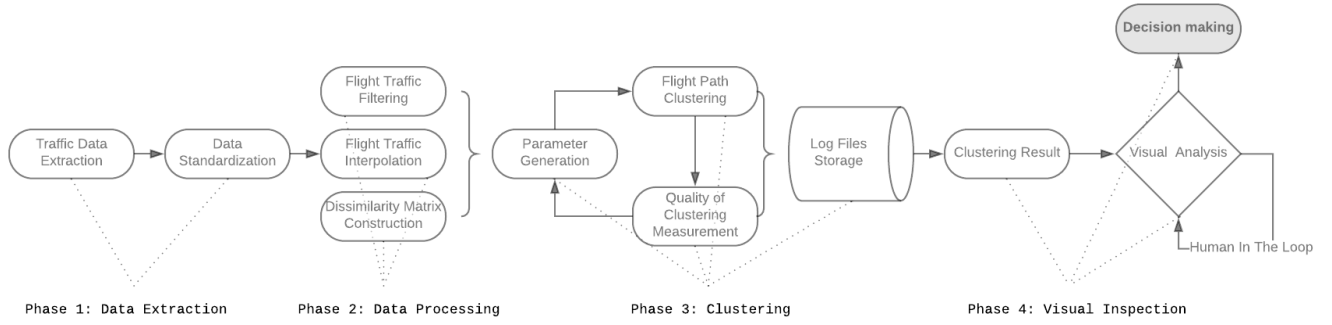 Decision making
Flight Traffic
Filtering
Flight Path
Clustering
Traffic Data
Extraction
Data
Standardization
Flight Traffic
Interpolation
Parameter
Generation
Log Files
Storage
Clustering Result
Visual Analysis
Dissimilarity Matrix
Construction
Quality of
Clustering
Measurement
Human In The Loop
Phase 1: Data Extraction
Phase 2: Data Processing
Phase 3: Clustering
Phase 4: Visual Inspection